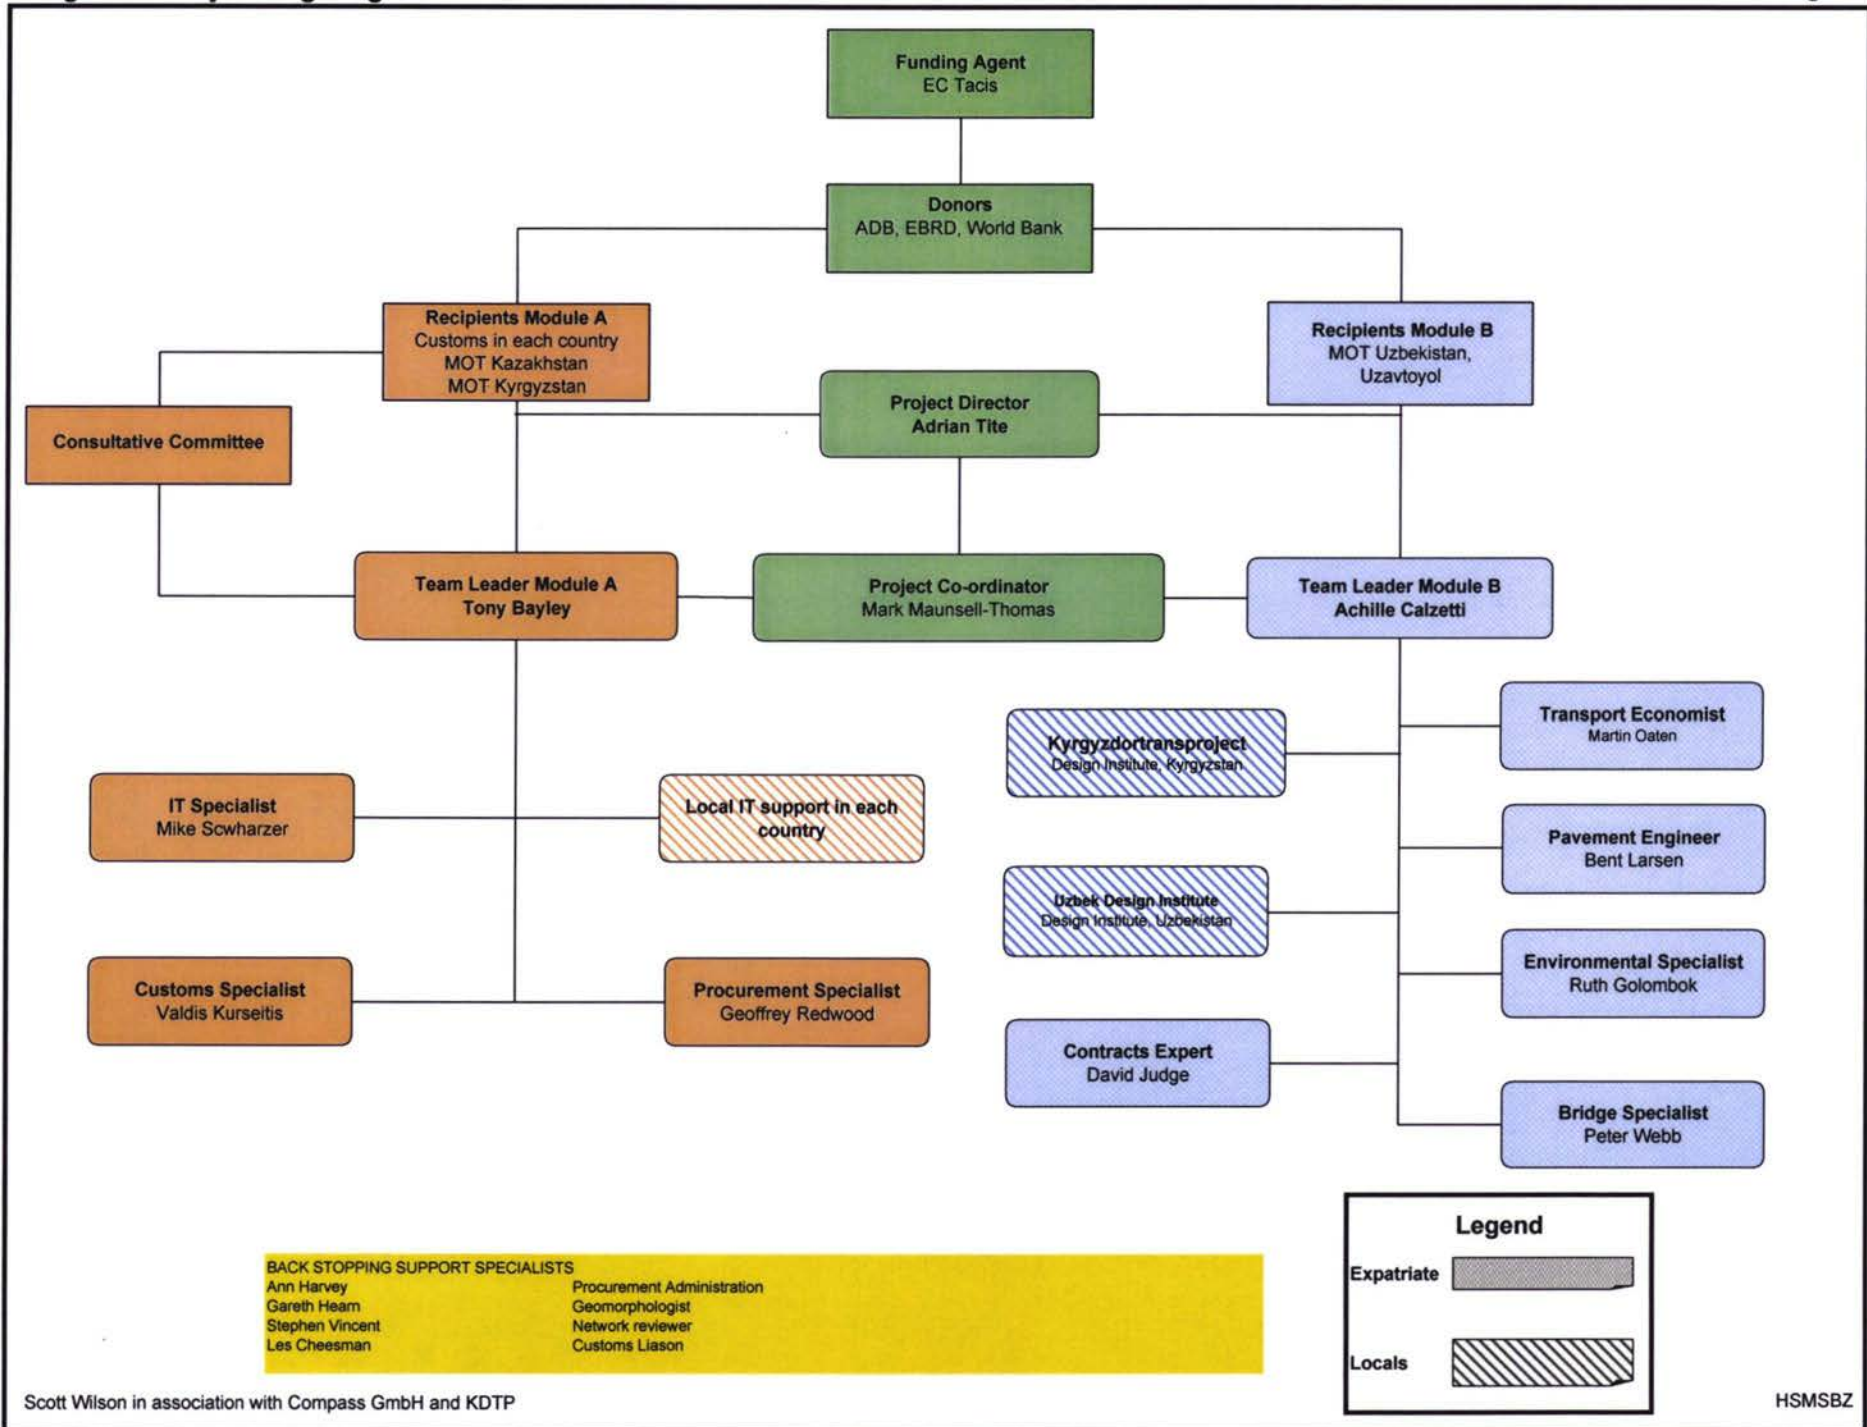 Funding Agent
EC Tacis
Donors
ADB, EBRD, World Bank
Recipients Module A
Customs in each country
MOT Kazakhstan
MOT Kyrgyzstan
Recipients Module B
MOT Uzbekistan,
Uzavtoyol
Project Director
Adrian Tite
Consultative Committee
Team Leader Module A
Tony Bayley
Project Co-ordinator
Mark Maunsell-Thomas
Team Leader Module B
Achille Calzetti
Transport Economist
Martin Oaten
Kyrgyzdortransproject
Design Institute, Kyrgyzstan
IT Specialist
Mike Scwharzer
Local IT support in each
country
Pavement Engineer
Bent Larsen
Uzbek Design Institute
Design Institute, Uzbekistan
Environmental Specialist
Ruth Golombok
Customs Specialist
Valdis Kurseitis
Procurement Specialist
Geoffrey Redwood
Contracts Expert
David Judge
Bridge Specialist
Peter Webb
Legend
Expatriate
Locals
BACK STOPPING SUPPORT SPECIALISTS
Ann Harvey Procurement Administration
Gareth Hearn Geomorphologist
Stephen Vincent Network reviewer
Les Cheesman Customs Liason
Scott Wilson in association with Compass GmbH and KDTP
HSMSBZ